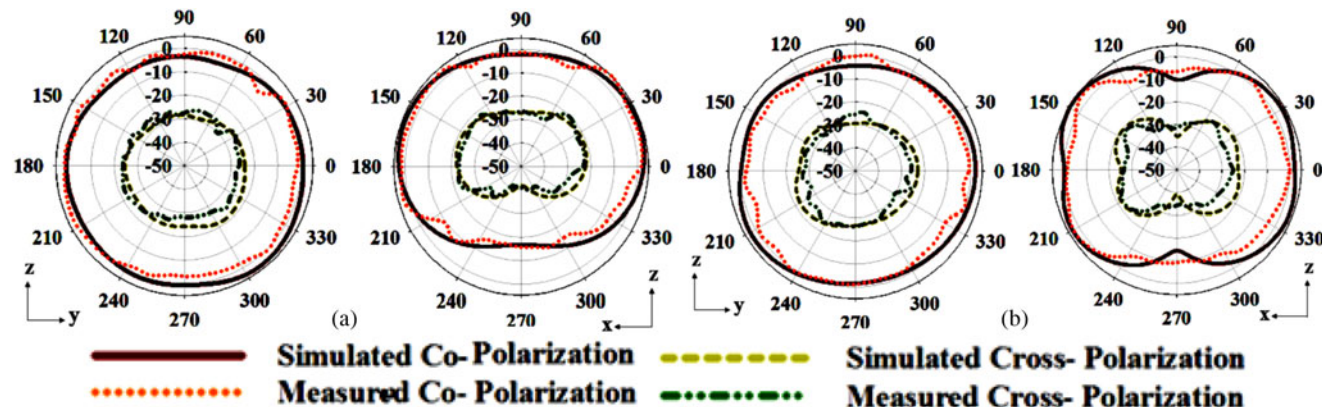 90 90 90 90
120 60 120 60 120 60 120 60
0 0 0 0
150 -10 30 150 -10 30 150 -10 30 150 -10 30
-20 -20 -20 -20
-30 -30 -30 -30
-40 -40 -40 -40
180 -50 0 180 -50 0 180 -50 0 180 -50 0
210 330 210 330 210 330 210 330
z z z z
240 300 240 300 240 300 240 300
y (a) x y (b) x
270 270 270 270
Simulated Co- Polarization Simulated Cross- Polarization
Measured Co- Polarization Measured Cross- Polarization